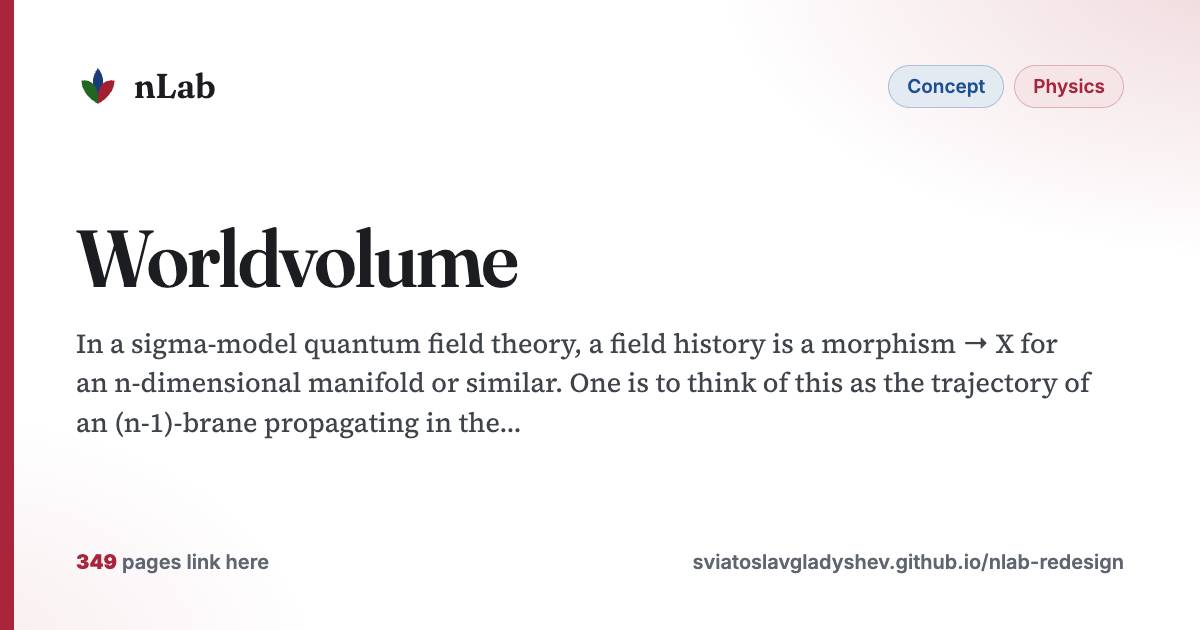 nLab
Concept
Physics
Worldvolume
In a sigma-model quantum field theory, a field history is a morphism → X for
an n-dimensional manifold or similar. One is to think of this as the trajectory of
an (n-1)-brane propagating in the...
349 pages link here
sviatoslavgladyshev.github.io/nlab-redesign